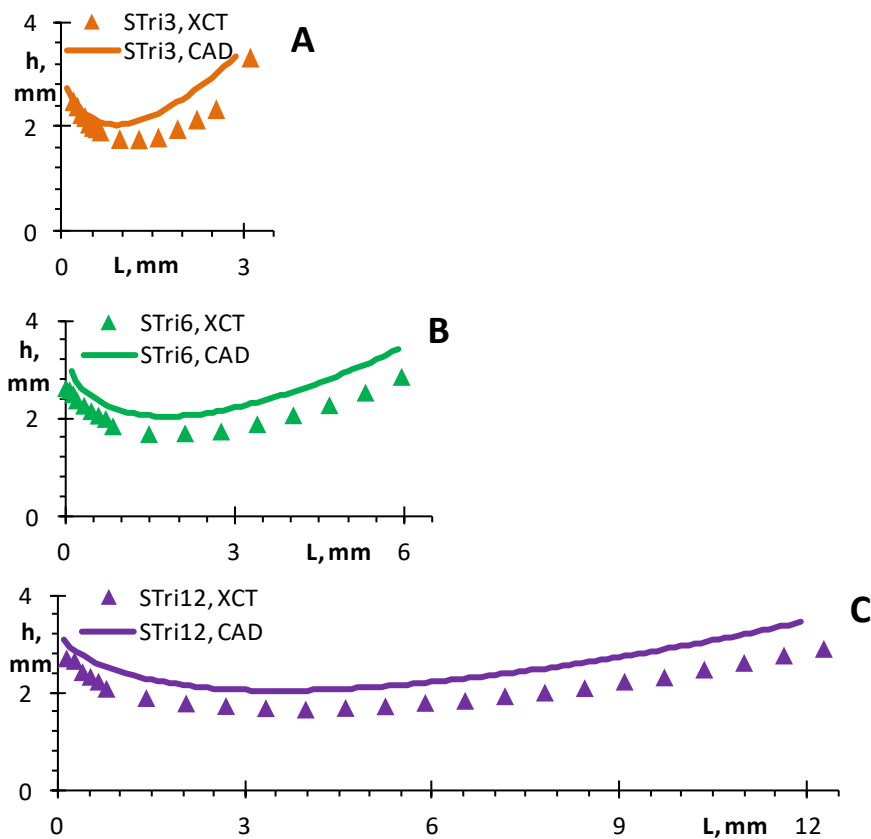 4
STri3, XCT
A
STri3, CAD
h,
mm
2
0
0
L, mm
3
4
STri6, XCT
B
h,
STri6, CAD
mm
2
0
0
3
L, mm
6
4
STri12, XCT
C
h,
STri12, CAD
mm
2
0
0
3
6
9
L, mm
12